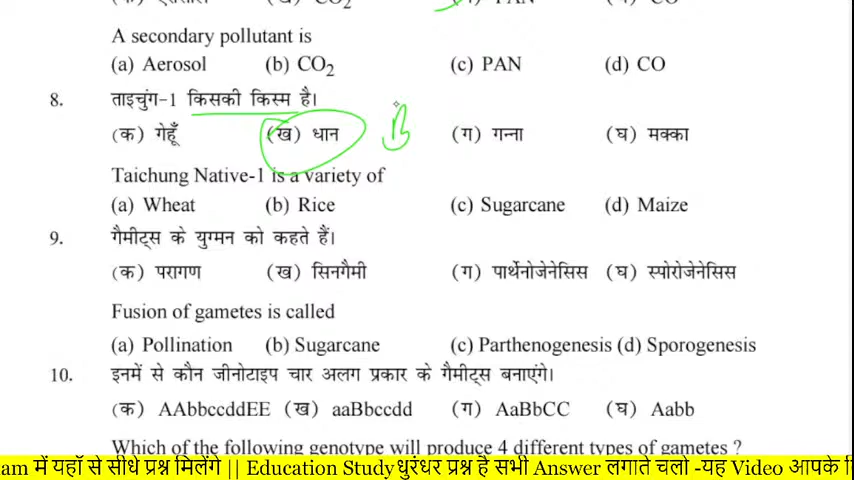 (ख) CO2 PAN CO
A secondary pollutant is
(a) Aerosol (b) CO2 (c) PAN (d) CO
8. ताइचुंग-1 किसकी किस्म है।
(क) गेहूँ (ख) धान B (ग) गन्ना (घ) मक्का
Taichung Native-1 is a variety of
(a) Wheat (b) Rice (c) Sugarcane (d) Maize
9. गैमीट्स के युग्मन को कहते हैं।
(क) परागण (ख) सिनगैमी (ग) पार्थेनोजेनेसिस (घ) स्पोरोजेनेसिस
Fusion of gametes is called
(a) Pollination (b) Sugarcane (c) Parthenogenesis (d) Sporogenesis
10. इनमें से कौन जीनोटाइप चार अलग प्रकार के गैमीट्स बनाएंगे।
(क) AAbbccddEE (ख) aaBbccdd (ग) AaBbCC (घ) Aabb
Which of the following genotype will produce 4 different types of gametes ?
am में यहाँ से सीधे प्रश्न मिलेंगे || Education Study धुरंधर प्रश्न है सभी Answer लगाते चलो -यह Video आपके